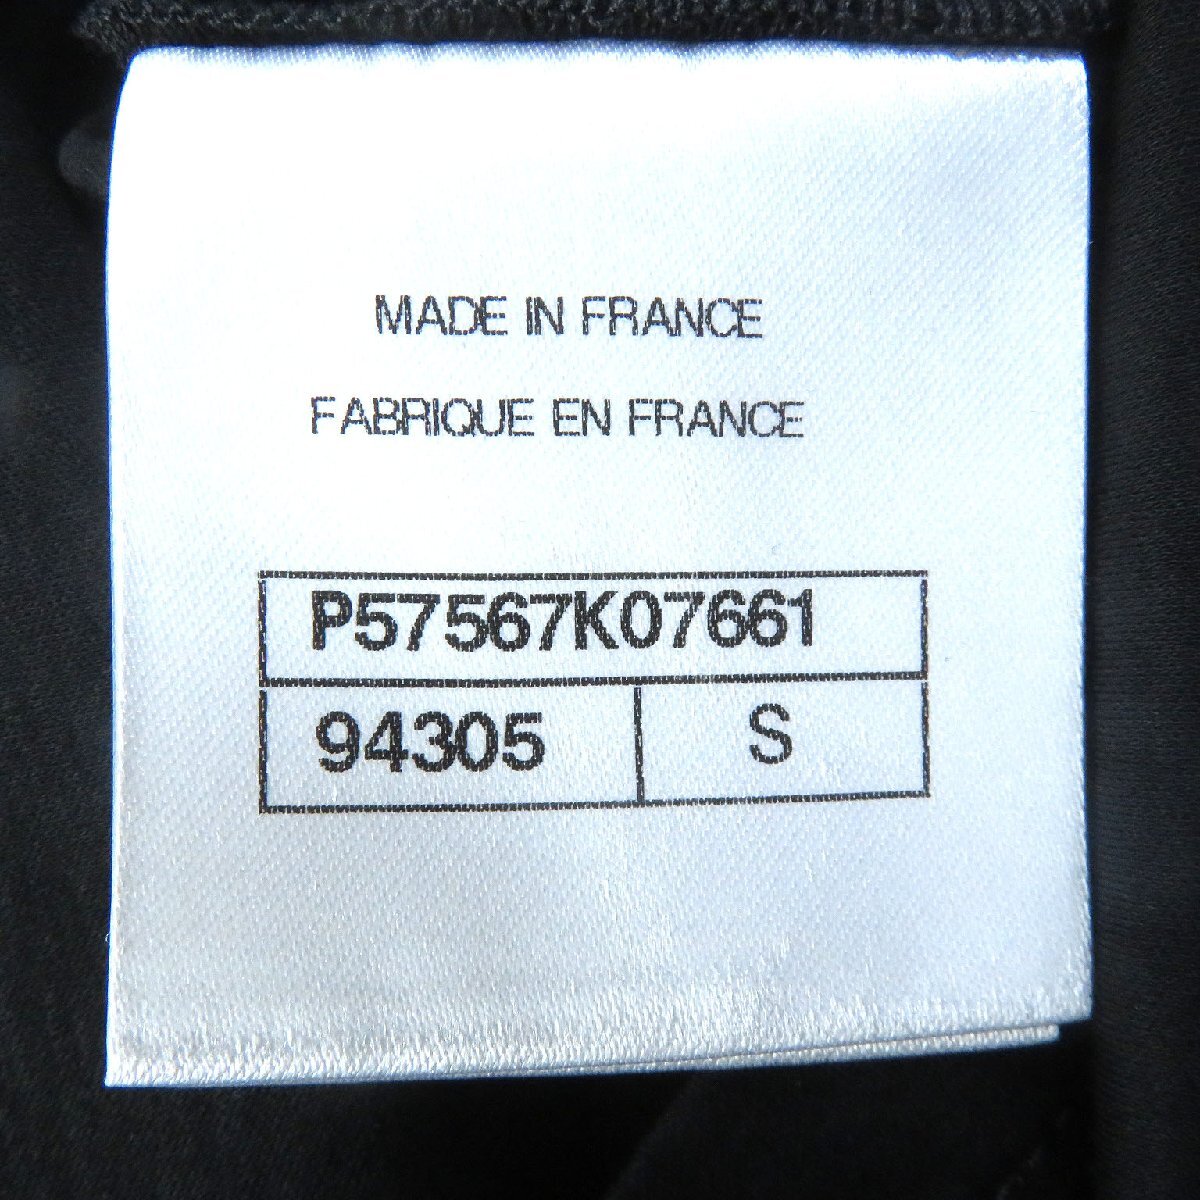 MADE IN FRANCE
FABRIQUE EN FRANCE
P57567K07661
94305 S